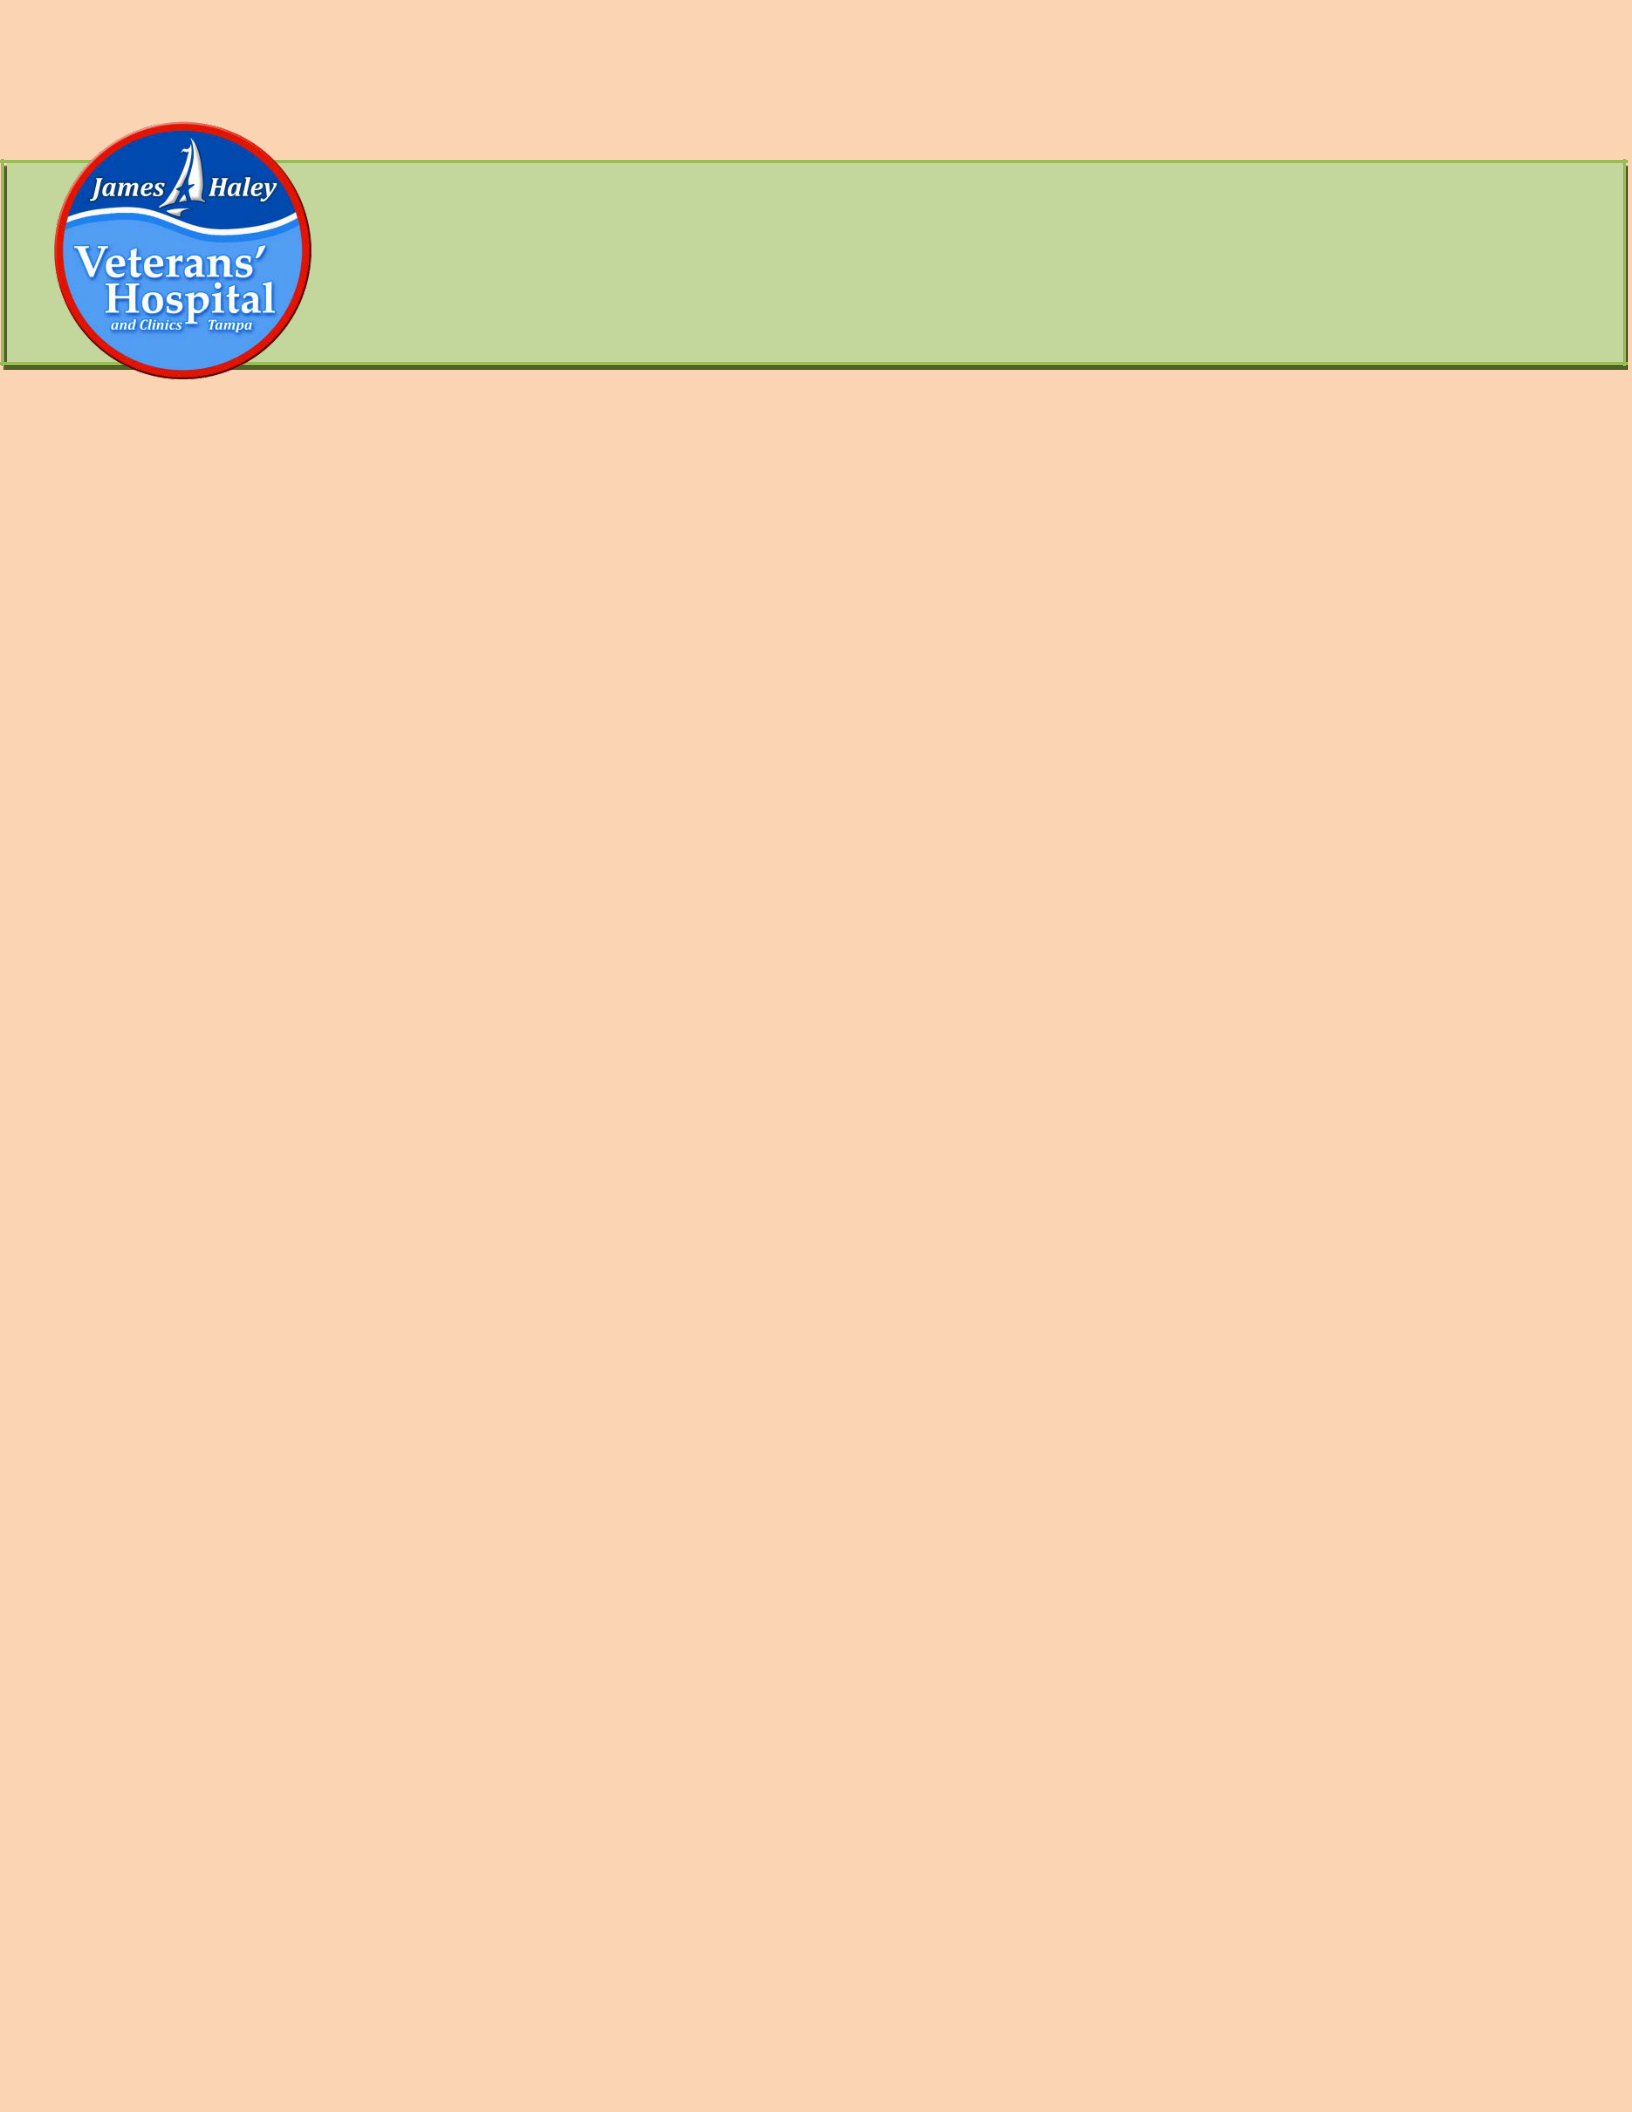 James Haley
Veterans’
Hospital
and Clinics Tampa